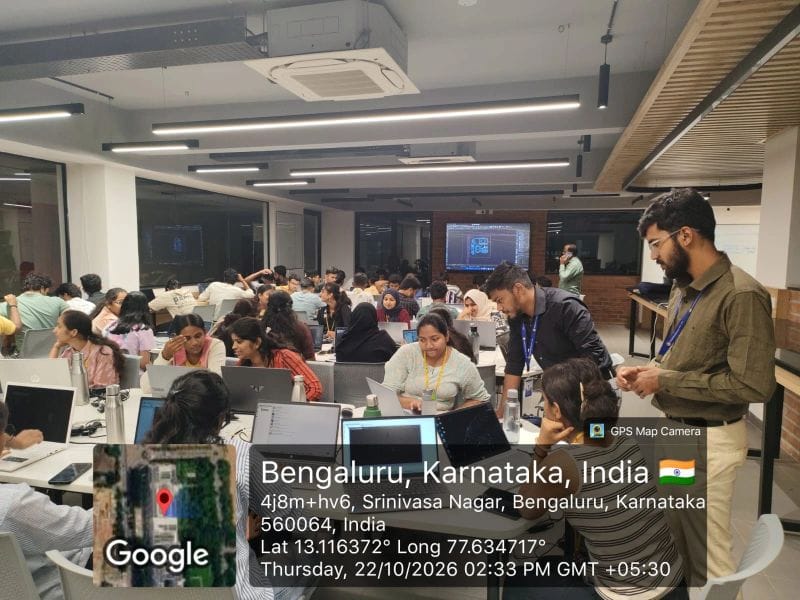 GPS Map Camera
Bengaluru, Karnataka, India
4j8m+hv6, Srinivasa Nagar, Bengaluru, Karnataka
560064, India
Lat 13.116372° Long 77.634717°
Thursday, 22/10/2026 02:33 PM GMT +05:30
Google